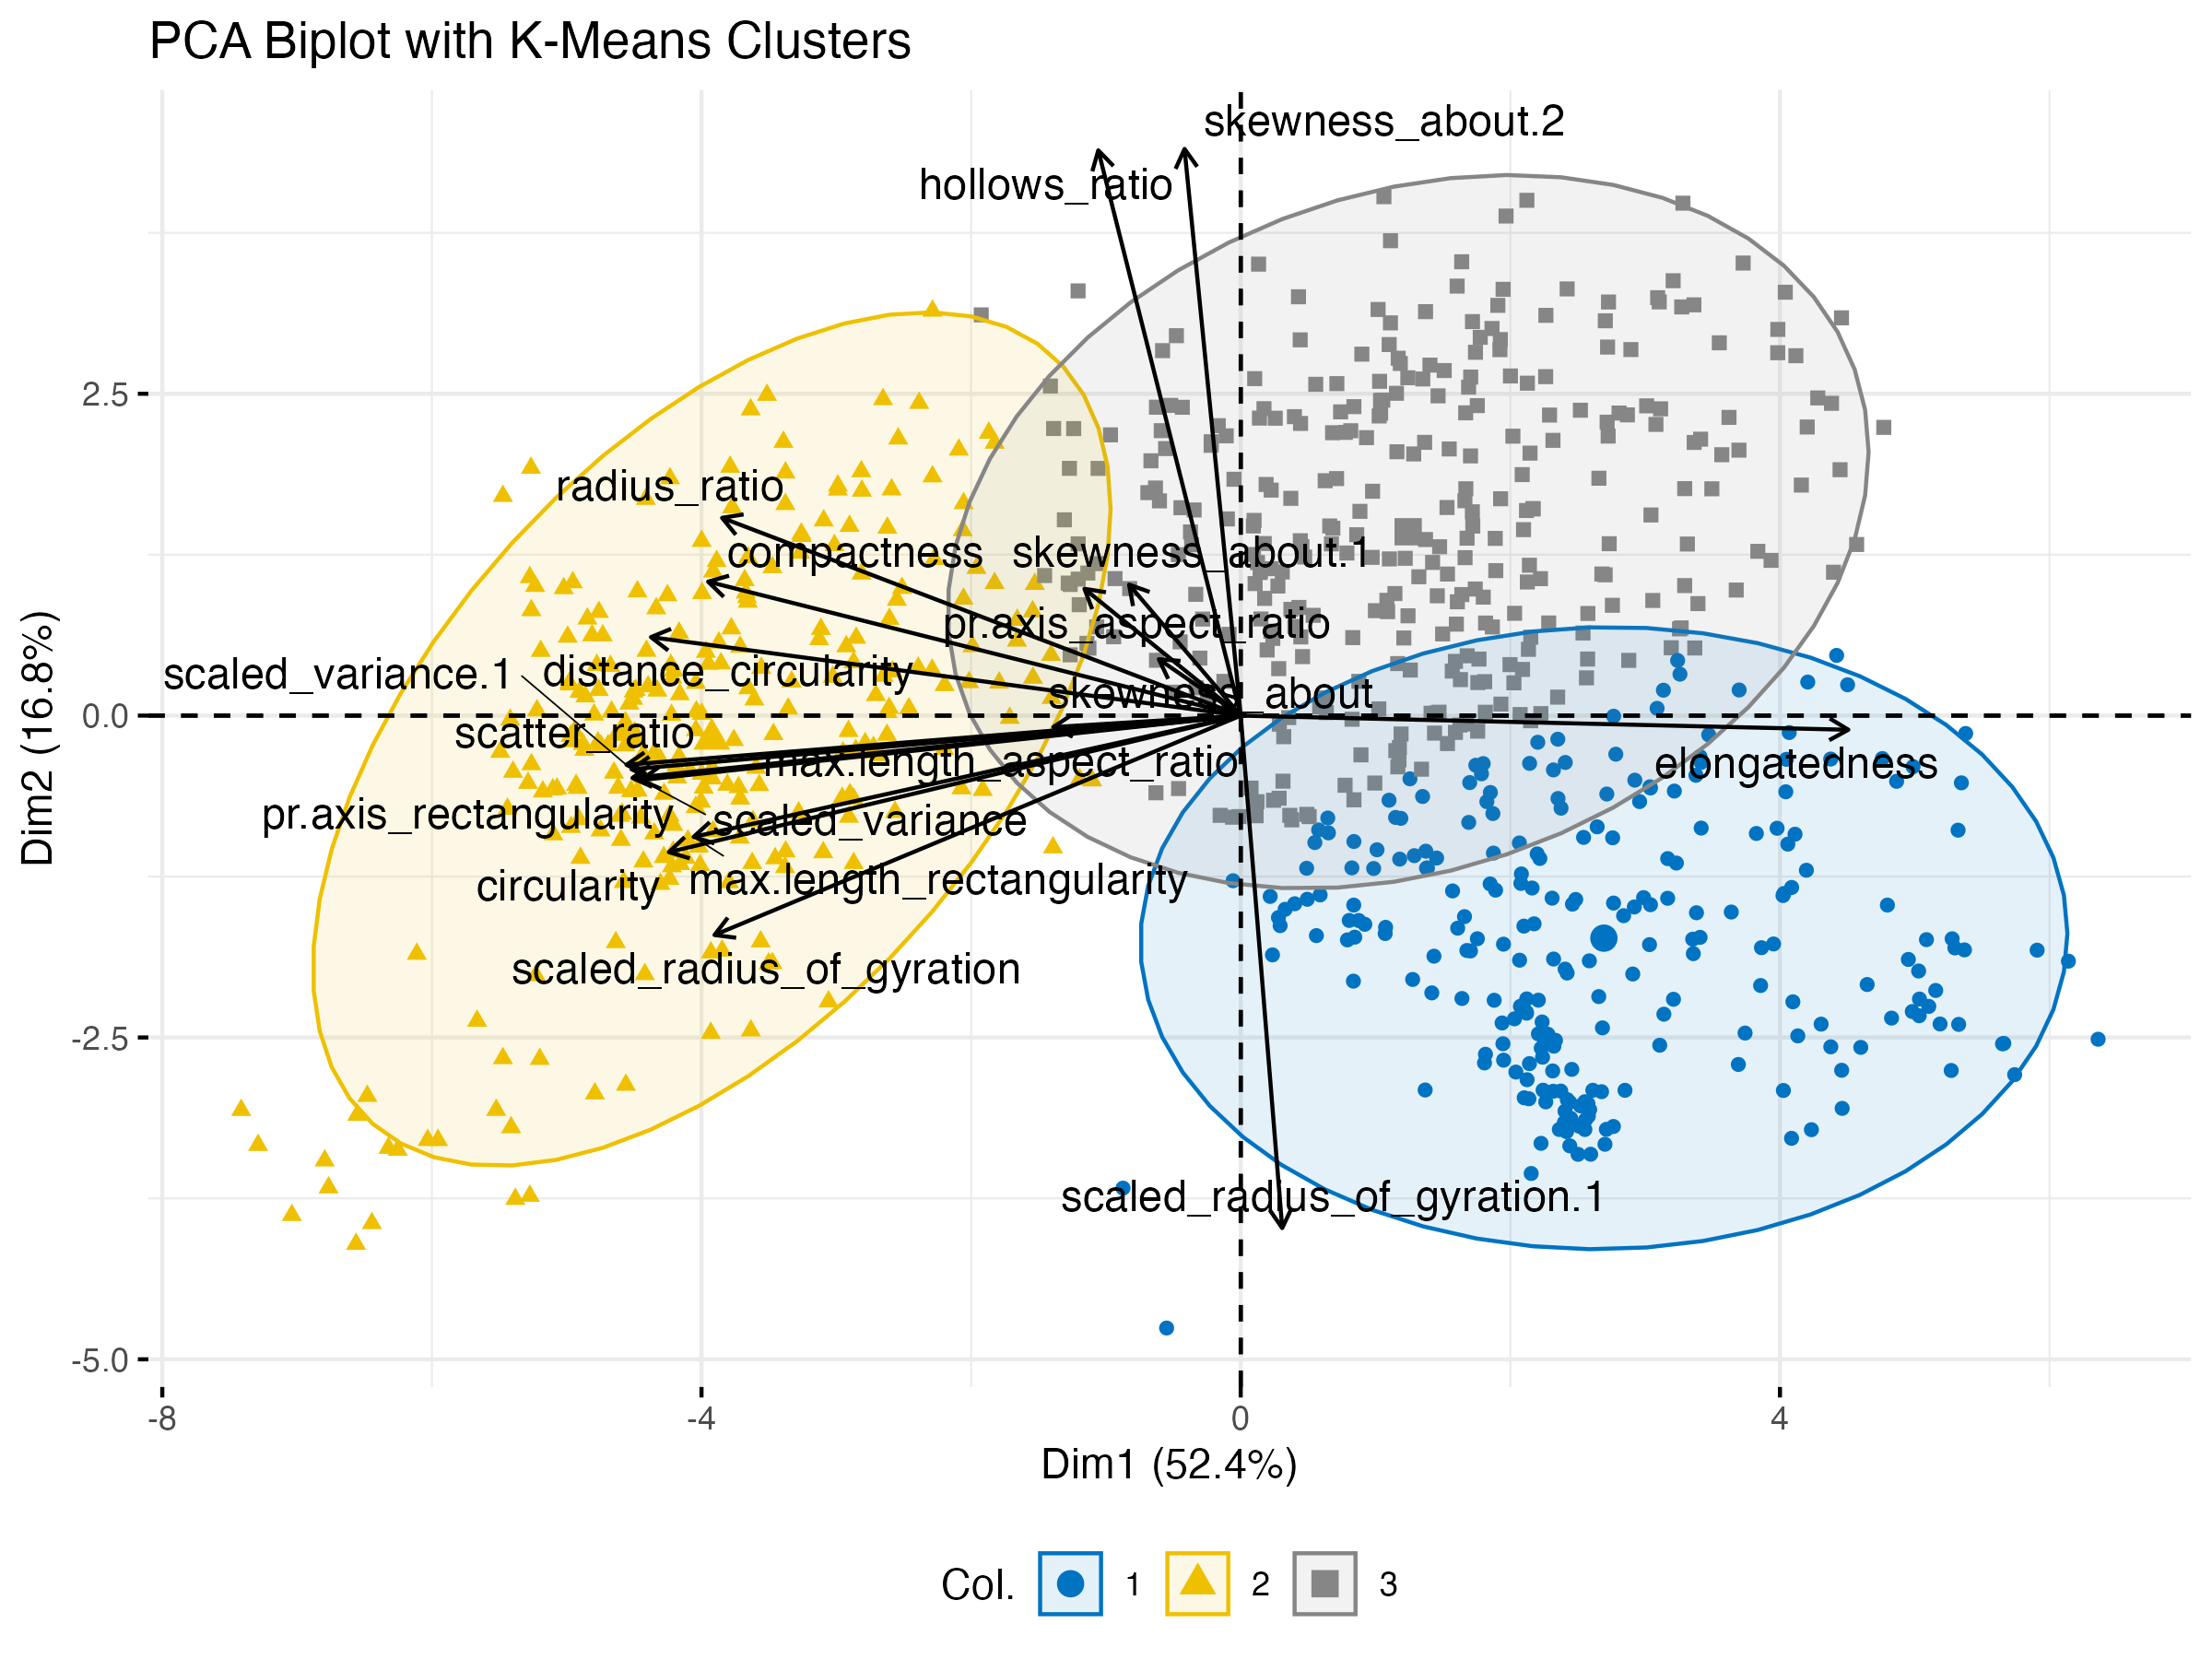 PCA Biplot with K-Means Clusters
skewness_about.2
hollows_ratio
2.5
radius_ratio
compactness
skewness_about.1
pr.axis_aspect_ratio
scaled_variance.1
distance_circularity
skewness_about
0.0
scatter_ratio
max.length_aspect_ratio
elongatedness
pr.axis_rectangularity
scaled_variance
circularity
max.length_rectangularity
scaled_radius_of_gyration
-2.5
scaled_radius_of_gyration.1
-5.0
Dim2 (16.8%)
-8
-4
0
4
Dim1 (52.4%)
Col.
1
2
3